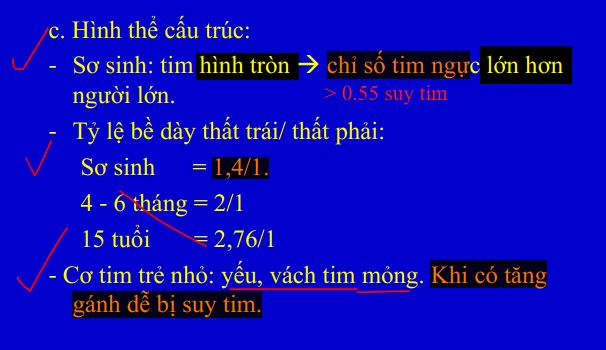 c. Hình thể cấu trúc:
- Sơ sinh: tim hình tròn → chỉ số tim ngực lớn hơn
người lớn.
> 0.55 suy tim
- Tỷ lệ bề dày thất trái/ thất phải:
Sơ sinh = 1,4/1.
4 - 6 tháng = 2/1
15 tuổi = 2,76/1
- Cơ tim trẻ nhỏ: yếu, vách tim mỏng. Khi có tăng
gánh dễ bị suy tim.